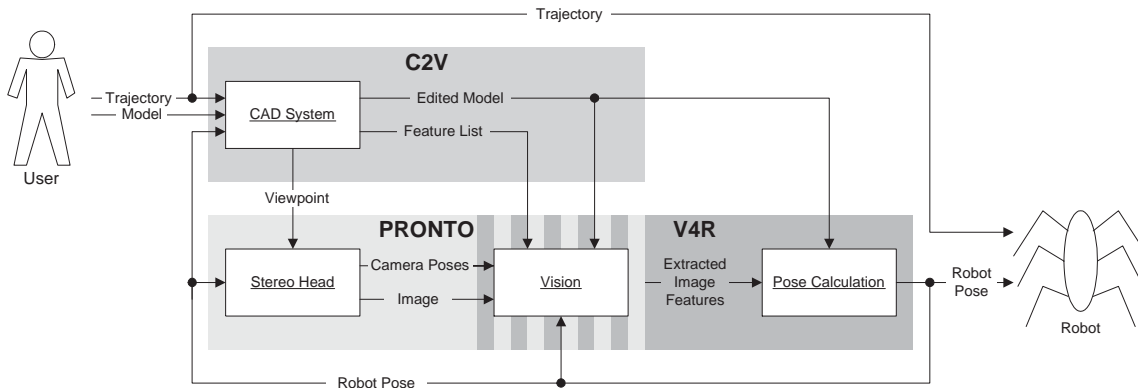 Trajectory
C2V
Trajectory
Model
CAD System
Edited Model
Feature List
User
Viewpoint
PRONTO
V4R
Stereo Head
Camera Poses
Image
Vision
Extracted
Image
Features
Pose Calculation
Robot
Pose
Robot
Robot Pose